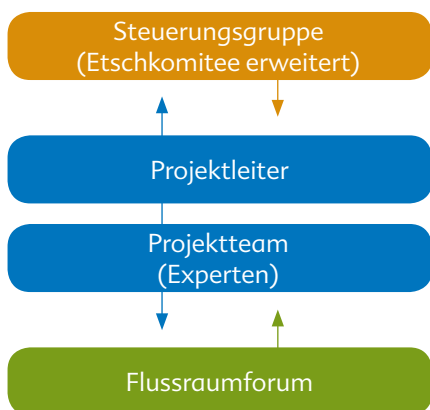 Steuerungsgruppe
(Etschkomitee erweitert)
Projektleiter
Projektteam
(Experten)
Flussraumforum